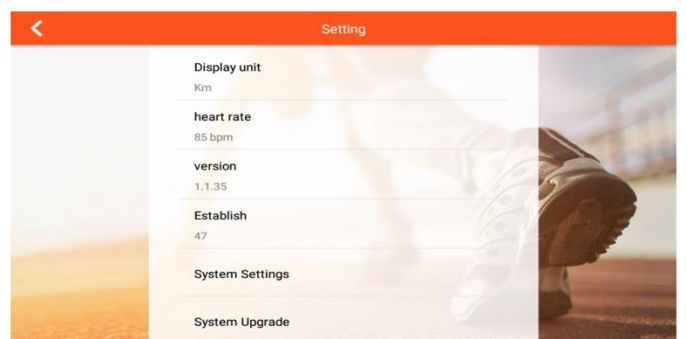 Setting
Display unit
Km
heart rate
85 bpm
version
1.1.35
Establish
47
System Settings
System Upgrade